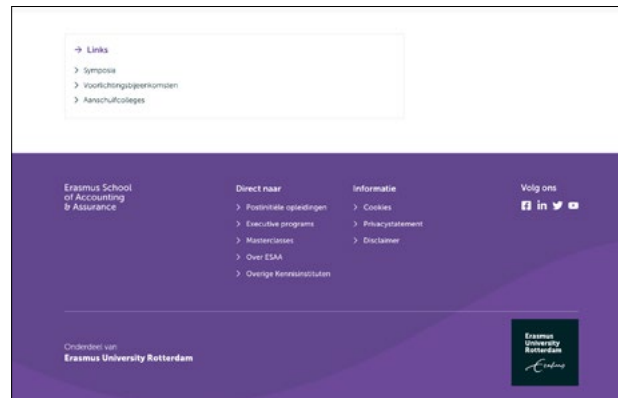 → Links
> Symposia
> Voorlichtingsbijeenkomsten
> Aanschuifcolleges
Erasmus School
of Accounting
& Assurance
Direct naar
> Postinitiële opleidingen
> Executive programs
> Masterclasses
> Over ESAA
> Overige Kennisinstituten
Informatie
> Cookies
> Privacystatement
> Disclaimer
Volg ons
Onderdeel van
Erasmus University Rotterdam
Erasmus
University
Rotterdam
Erasmus